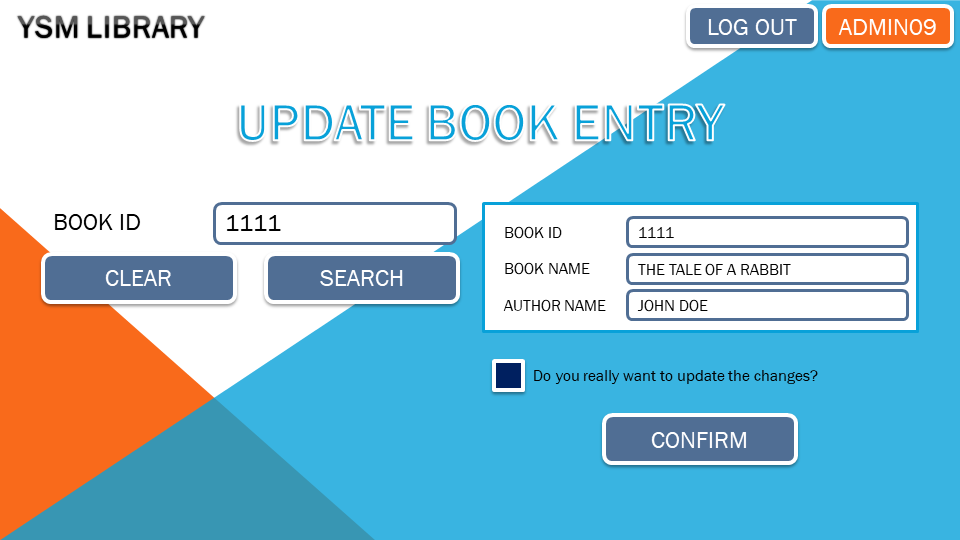 YSM LIBRARY
LOG OUT
ADMIN09
UPDATE BOOK ENTRY
BOOK ID
1111
CLEAR
SEARCH
BOOK ID
1111
BOOK NAME
THE TALE OF A RABBIT
AUTHOR NAME
JOHN DOE
Do you really want to update the changes?
CONFIRM